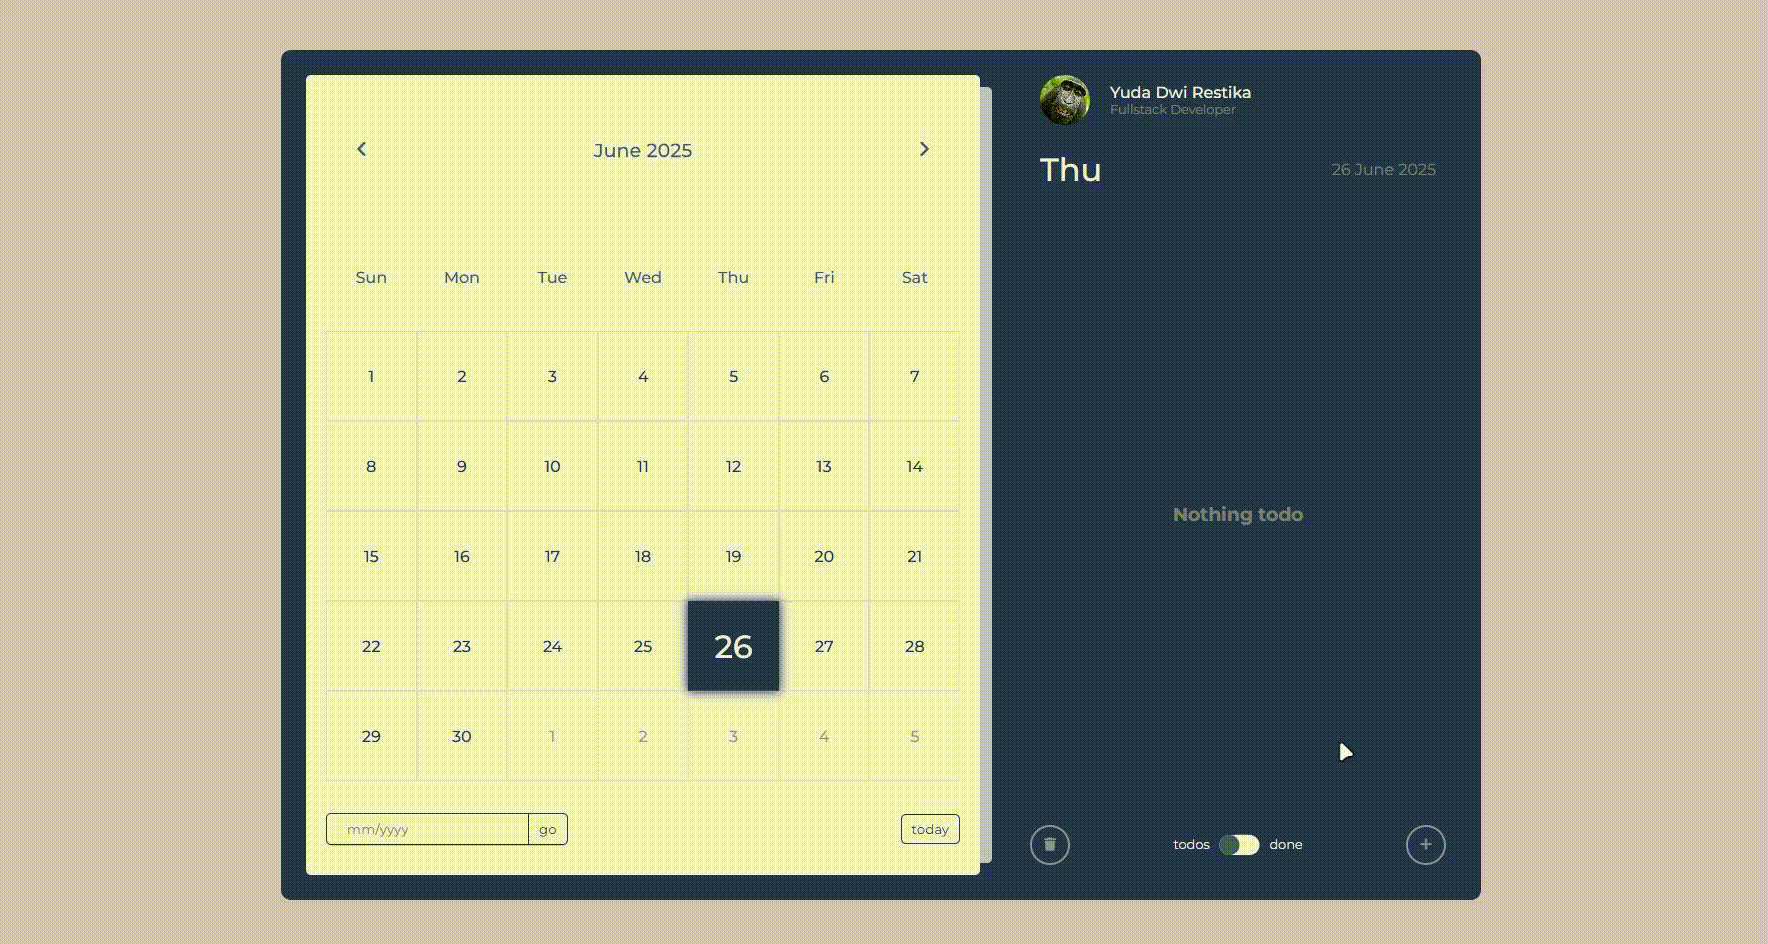 June 2025
Sun Mon Tue Wed Thu Fri Sat
1 2 3 4 5 6 7
8 9 10 11 12 13 14
15 16 17 18 19 20 21
22 23 24 25 26 27 28
29 30 1 2 3 4 5
mm/yyyy go today
Yuda Dwi Restika
Fullstack Developer
Thu 26 June 2025
Nothing todo
todos done